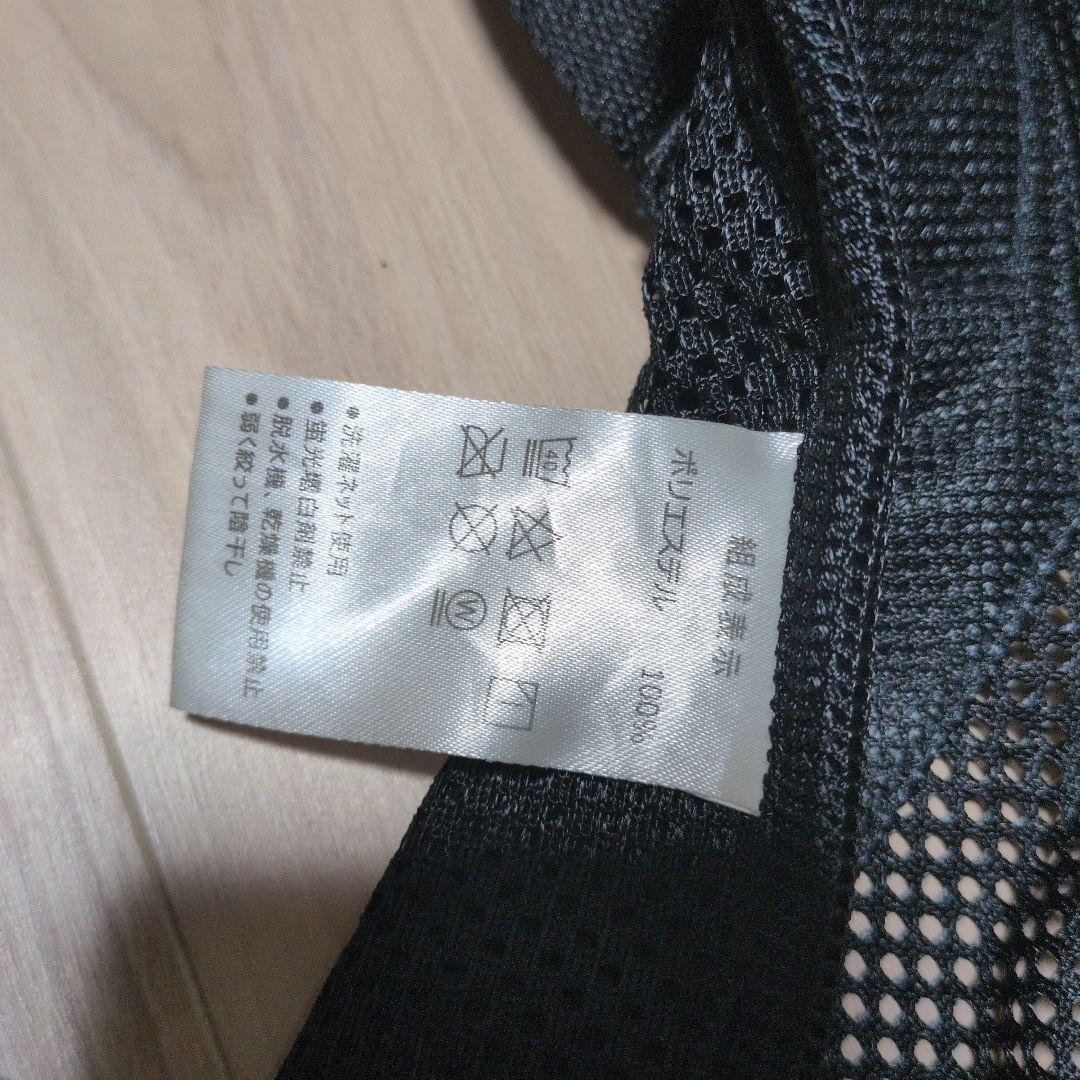 組成表示
ポリエステル 100%
40
W
●洗濯ネット使用
●蛍光増白剤禁止
●脱水機、乾燥機の使用禁止
●弱く絞って陰干し